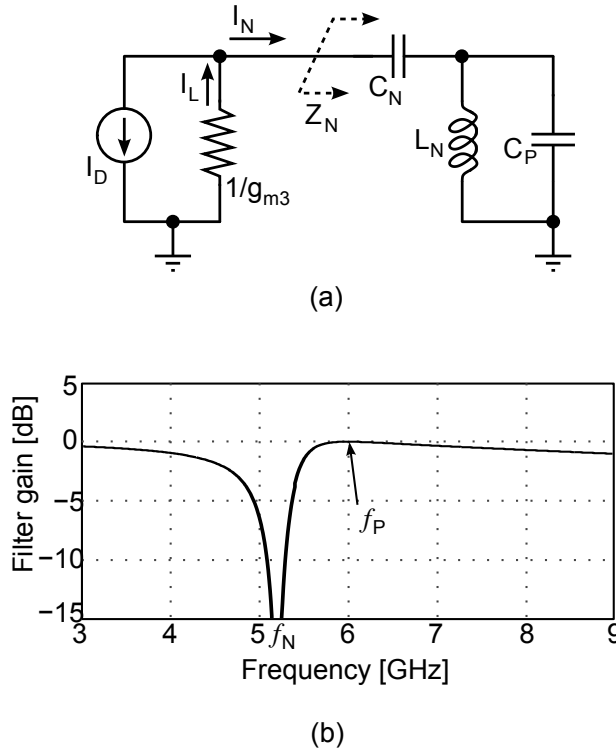 I_N
I_L
Z_N
C_N
I_D
1/g_m3
L_N
C_P
(a)
5
0
−5
−10
−15
Filter gain [dB]
f_P
3 4 5 f_N 6 7 8 9
Frequency [GHz]
(b)